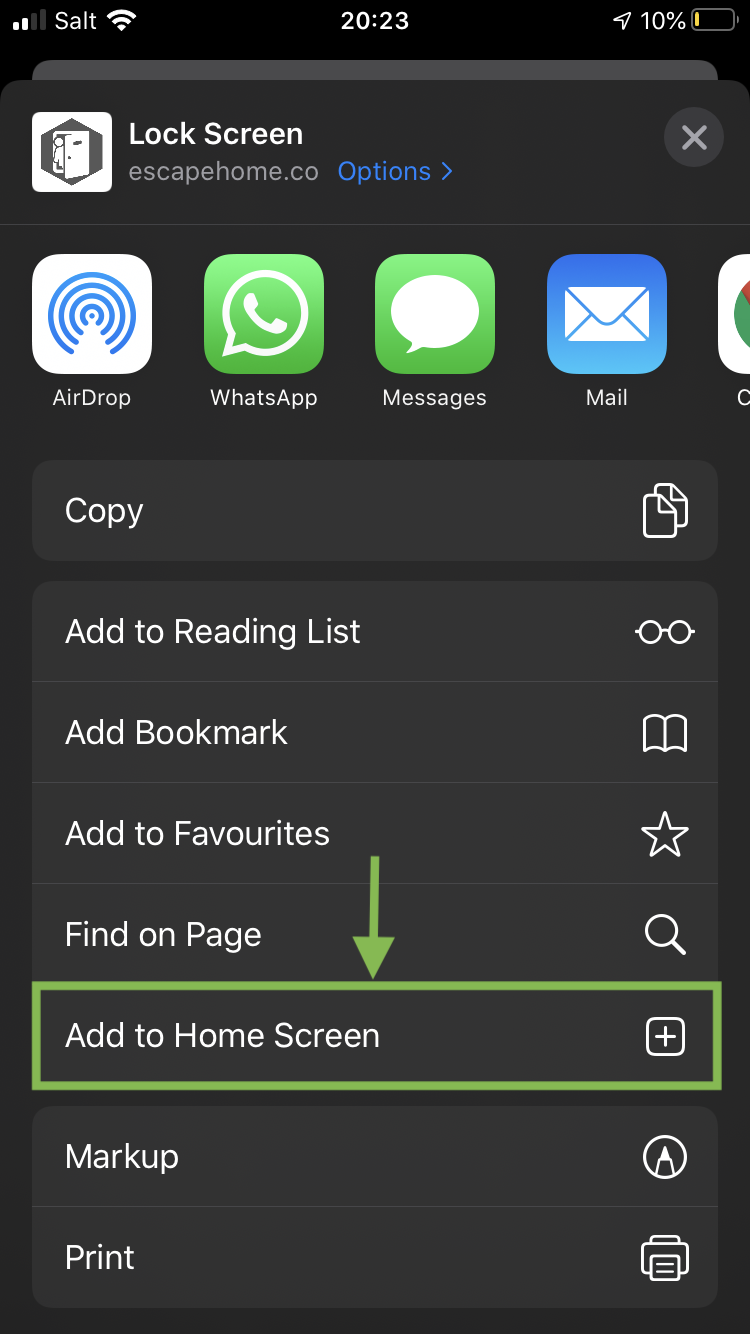 Salt 20:23 10%
Lock Screen
escapehome.co Options
AirDrop WhatsApp Messages Mail C
Copy
Add to Reading List
Add Bookmark
Add to Favourites
Find on Page
Add to Home Screen
Markup
Print